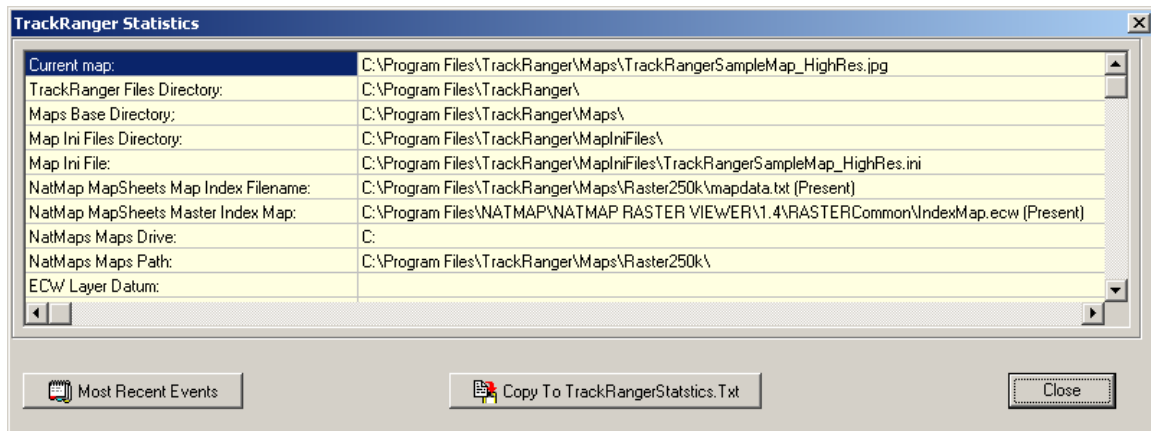 TrackRanger Statistics
Current map: C:\Program Files\TrackRanger\Maps\TrackRangerSampleMap_HighRes.jpg
TrackRanger Files Directory: C:\Program Files\TrackRanger\
Maps Base Directory; C:\Program Files\TrackRanger\Maps\
Map Ini Files Directory: C:\Program Files\TrackRanger\MapIniFiles\
Map Ini File: C:\Program Files\TrackRanger\MapIniFiles\TrackRangerSampleMap_HighRes.ini
NatMap MapSheets Map Index Filename: C:\Program Files\TrackRanger\Maps\Raster250k\mapdata.txt (Present)
NatMap MapSheets Master Index Map: C:\Program Files\NATMAP\NATMAP RASTER VIEWER\1.4\RASTERCommon\IndexMap.ecw (Present)
NatMaps Maps Drive: C:
NatMaps Maps Path: C:\Program Files\TrackRanger\Maps\Raster250k\
ECW Layer Datum:
Most Recent Events Copy To TrackRangerStatstics.Txt Close